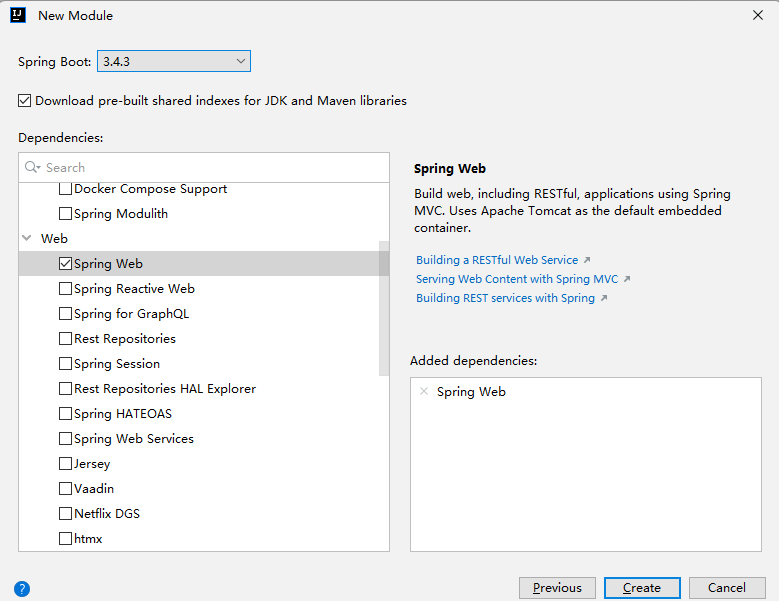 IJ
New Module
Spring Boot: 3.4.3
Download pre-built shared indexes for JDK and Maven libraries
Dependencies:
Search
Docker Compose Support
Spring Modulith
Web
Spring Web
Spring Reactive Web
Spring for GraphQL
Rest Repositories
Spring Session
Rest Repositories HAL Explorer
Spring HATEOAS
Spring Web Services
Jersey
Vaadin
Netflix DGS
htmx
Spring Web
Build web, including RESTful, applications using Spring
MVC. Uses Apache Tomcat as the default embedded
container.
Building a RESTful Web Service
Serving Web Content with Spring MVC
Building REST services with Spring
Added dependencies:
Spring Web
?
Previous
Create
Cancel